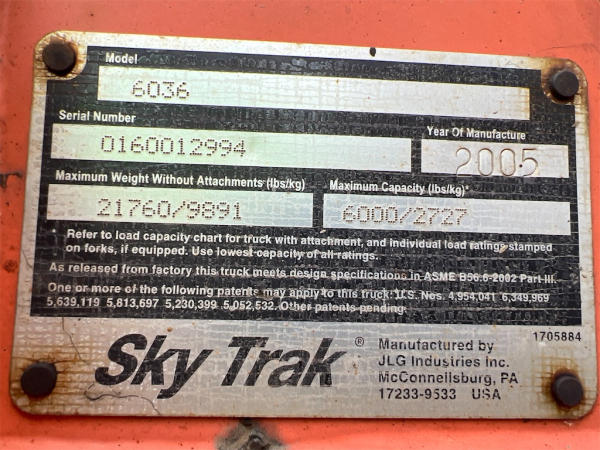 Model
6036
Serial Number
0160012994
Year Of Manufacture
2005
Maximum Weight Without Attachments (lbs/kg)
21760/9891
Maximum Capacity (lbs/kg)*
6000/2727
* Refer to load capacity chart for truck with attachment, and individual load ratings stamped
on forks, if equipped. Use lowest capacity of all ratings.
As released from factory this truck meets design specifications in ASME B56.6-2002 Part-III.
One or more of the following patents may apply to this truck: U.S. Nos. 4,954,041 6,349,969
5,639,119 5,813,697 5,230,399 5,052,532. Other patents pending.
1705884
Sky Trak ®
Manufactured by
JLG Industries Inc.
McConnellsburg, PA
17233-9533 USA